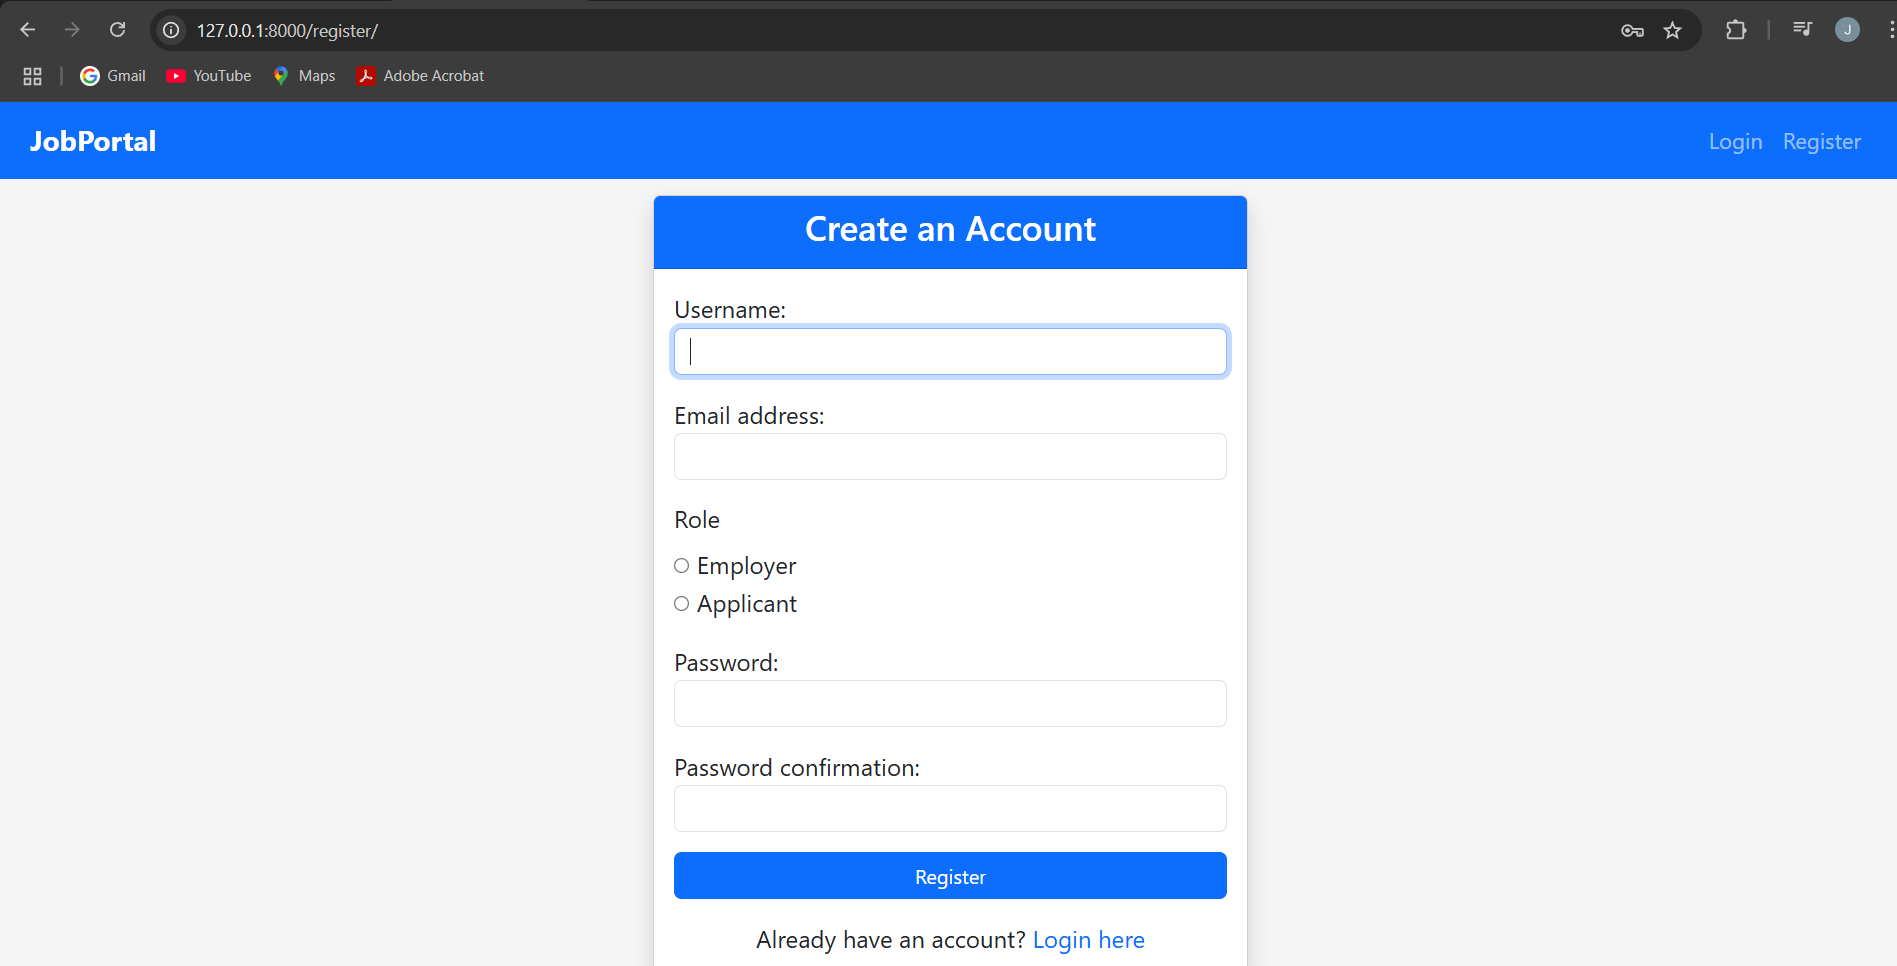 127.0.0.1:8000/register/
J
Gmail YouTube Maps Adobe Acrobat
JobPortal Login Register
Create an Account
Username:
Email address:
Role
Employer
Applicant
Password:
Password confirmation:
Register
Already have an account? Login here